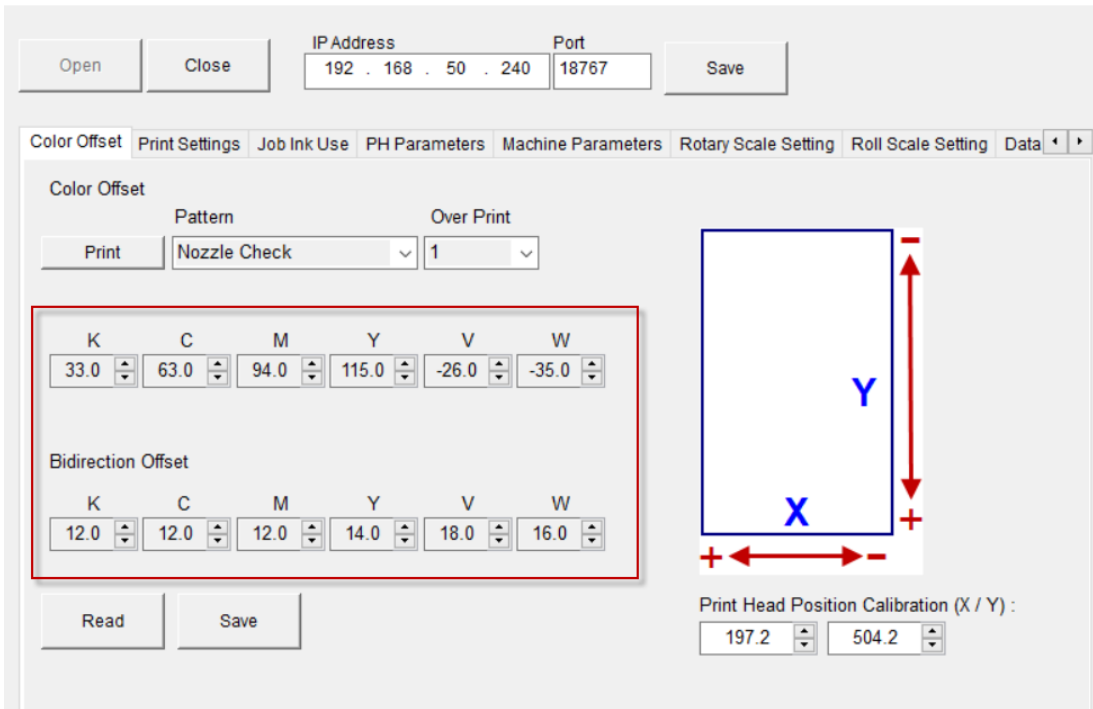 IP Address Port
Open Close 192 . 168 . 50 . 240 18767 Save
Color Offset Print Settings Job Ink Use PH Parameters Machine Parameters Rotary Scale Setting Roll Scale Setting Data
Color Offset
Pattern Over Print
Print Nozzle Check 1
K C M Y V W
33.0 63.0 94.0 115.0 -26.0 -35.0
Bidirection Offset
K C M Y V W
12.0 12.0 12.0 14.0 18.0 16.0
Read Save
−
Y
X
+
+ −
Print Head Position Calibration (X / Y) :
197.2 504.2